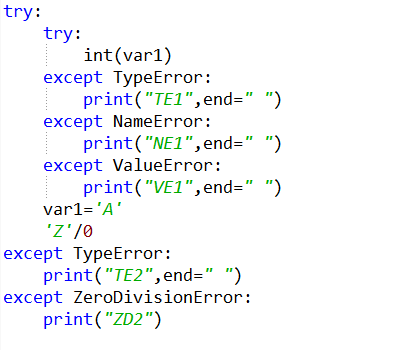 try:
    try:
        int(var1)
    except TypeError:
        print("TE1",end=" ")
    except NameError:
        print("NE1",end=" ")
    except ValueError:
        print("VE1",end=" ")
    var1='A'
    'Z'/0
except TypeError:
    print("TE2",end=" ")
except ZeroDivisionError:
    print("ZD2")